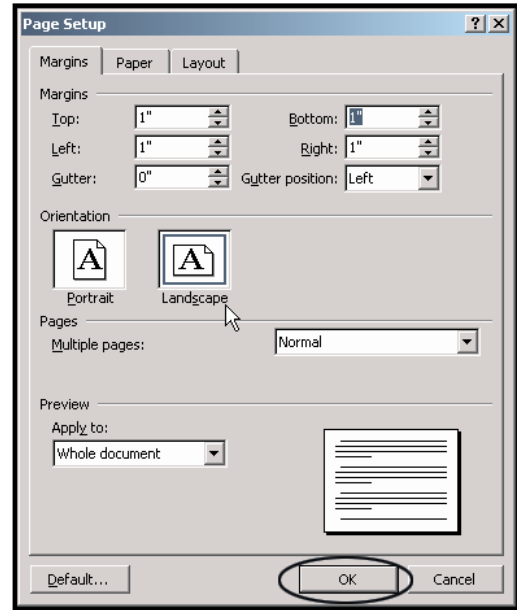 Page Setup
Margins Paper Layout
Margins
Top: 1" Bottom: 1"
Left: 1" Right: 1"
Gutter: 0" Gutter position: Left
Orientation
A A
Portrait Landscape
Pages
Multiple pages: Normal
Preview
Apply to:
Whole document
Default... OK Cancel